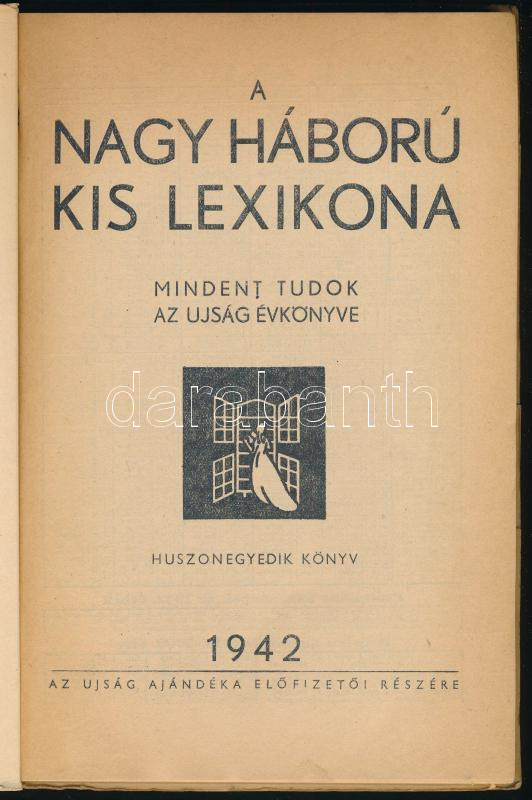 A
NAGY HÁBORÚ
KIS LEXIKONA
MINDENT TUDOK
AZ UJSÁG ÉVKÖNYVE
darabanth
HUSZONEGYEDIK KÖNYV
1942
AZ UJSÁG AJÁNDÉKA ELŐFIZETŐI RÉSZÉRE